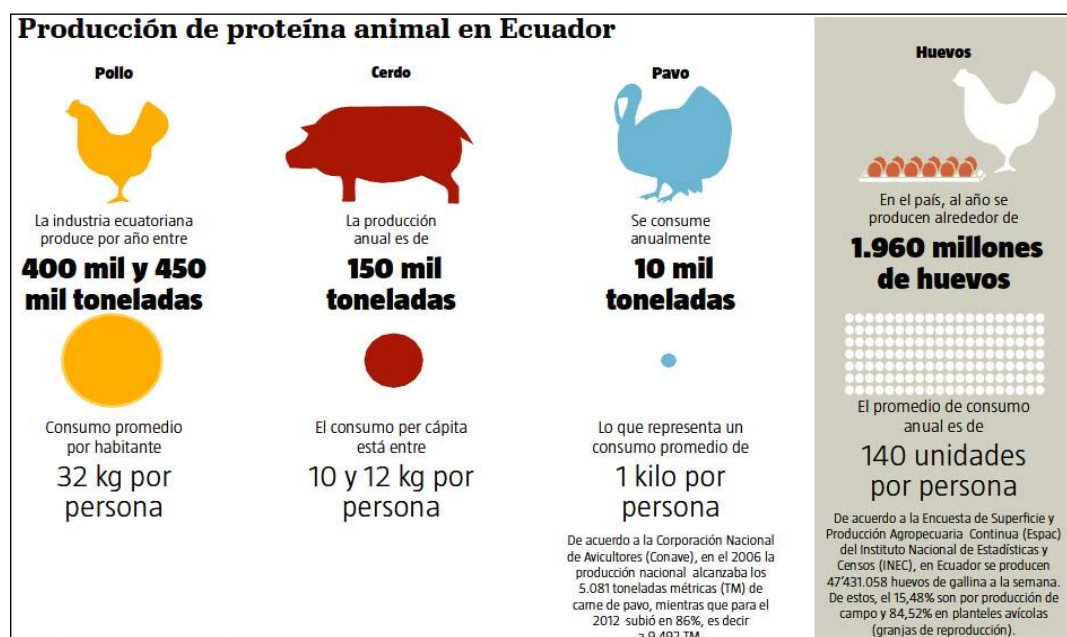 Producción de proteína animal en Ecuador
Pollo
La industria ecuatoriana
produce por año entre
400 mil y 450
mil toneladas
Consumo promedio
por habitante
32 kg por
persona
Cerdo
La producción
anual es de
150 mil
toneladas
El consumo per cápita
está entre
10 y 12 kg por
persona
Pavo
Se consume
anualmente
10 mil
toneladas
Lo que representa un
consumo promedio de
1 kilo por
persona
De acuerdo a la Corporación Nacional
de Avicultores (Conave), en el 2006 la
producción nacional alcanzaba los
5.081 toneladas métricas (TM) de
carne de pavo, mientras que para el
2012 subió en 86%, es decir
a 9.492 TM
Huevos
En el país, al año se
producen alrededor de
1.960 millones
de huevos
El promedio de consumo
anual es de
140 unidades
por persona
De acuerdo a la Encuesta de Superficie y
Producción Agropecuaria Continua (Espac)
del Instituto Nacional de Estadísticas y
Censos (INEC), en Ecuador se producen
47'431.058 huevos de gallina a la semana.
De estos, el 15,48% son por producción de
campo y 84,52% en planteles avícolas
(granjas de reproducción).